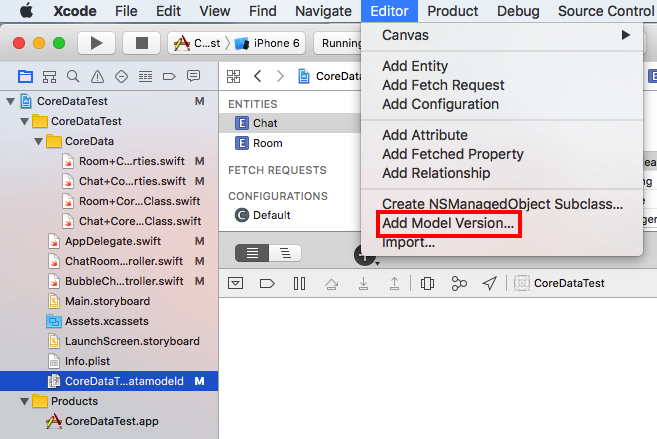 Xcode File Edit View Find Navigate Editor Product Debug Source Control
C...st iPhone 6 Running
Canvas
Add Entity
Add Fetch Request
Add Configuration
Add Attribute
Add Fetched Property
Add Relationship
Create NSManagedObject Subclass...
Add Model Version...
Import...
CoreDataTest M
CoreDataTest
CoreData
Room+C...rties.swift M
Chat+Co...rties.swift M
Room+Cor...Class.swift M
Chat+Core...Class.swift M
AppDelegate.swift M
ChatRoom...roller.swift M
BubbleCh...troller.swift M
Main.storyboard
Assets.xcassets
LaunchScreen.storyboard
Info.plist
CoreDataT...atamodeld M
Products
CoreDataTest.app
CoreData
ENTITIES
E Chat
E Room
FETCH REQUESTS
CONFIGURATIONS
C Default
E
ea
ng
e
ger
CoreDataTest